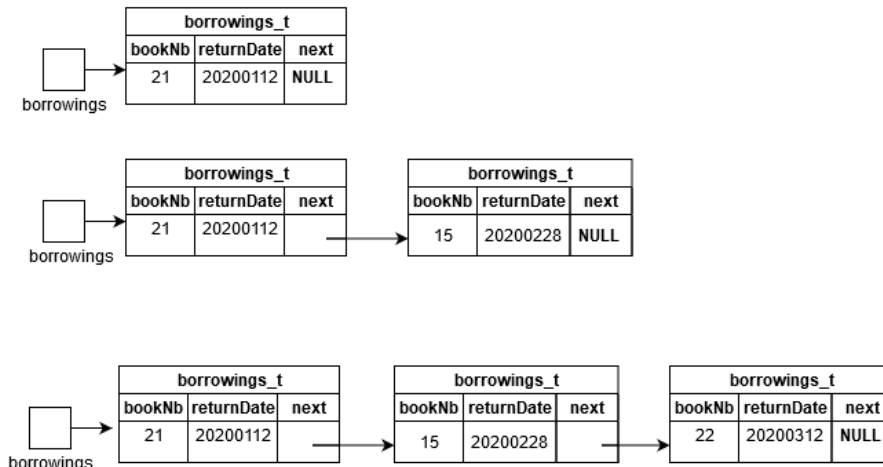 borrowings_t
bookNb returnDate next
21 20200112 NULL
borrowings
borrowings_t borrowings_t
bookNb returnDate next bookNb returnDate next
21 20200112 15 20200228 NULL
borrowings
borrowings_t borrowings_t borrowings_t
bookNb returnDate next bookNb returnDate next bookNb returnDate next
21 20200112 15 20200228 22 20200312 NULL
borrowings